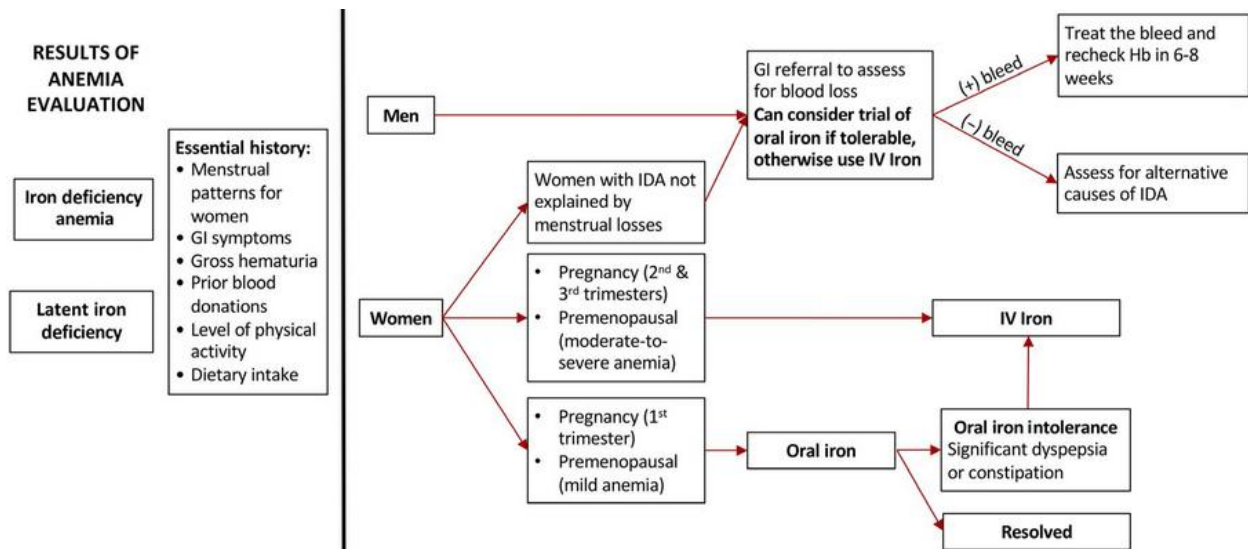 RESULTS OF
ANEMIA
EVALUATION
Iron deficiency
anemia
Latent iron
deficiency
Essential history:
• Menstrual
patterns for
women
• GI symptoms
• Gross hematuria
• Prior blood
donations
• Level of physical
activity
• Dietary intake
Men
Women
Women with IDA not
explained by
menstrual losses
• Pregnancy (2nd &
3rd trimesters)
• Premenopausal
(moderate-to-
severe anemia)
• Pregnancy (1st
trimester)
• Premenopausal
(mild anemia)
GI referral to assess
for blood loss
Can consider trial of
oral iron if tolerable,
otherwise use IV Iron
(+) bleed
(−) bleed
Treat the bleed and
recheck Hb in 6-8
weeks
Assess for alternative
causes of IDA
IV Iron
Oral iron
Oral iron intolerance
Significant dyspepsia
or constipation
Resolved